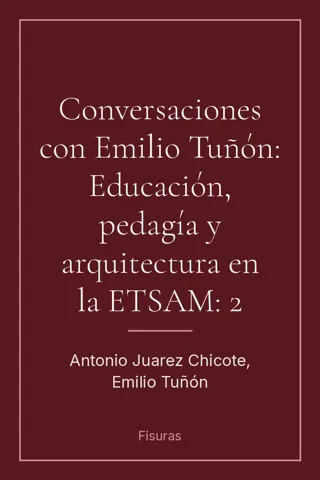 Conversaciones
con Emilio Tuñón:
Educación,
pedagía y
arquitectura en
la ETSAM: 2
Antonio Juarez Chicote,
Emilio Tuñón
Fisuras